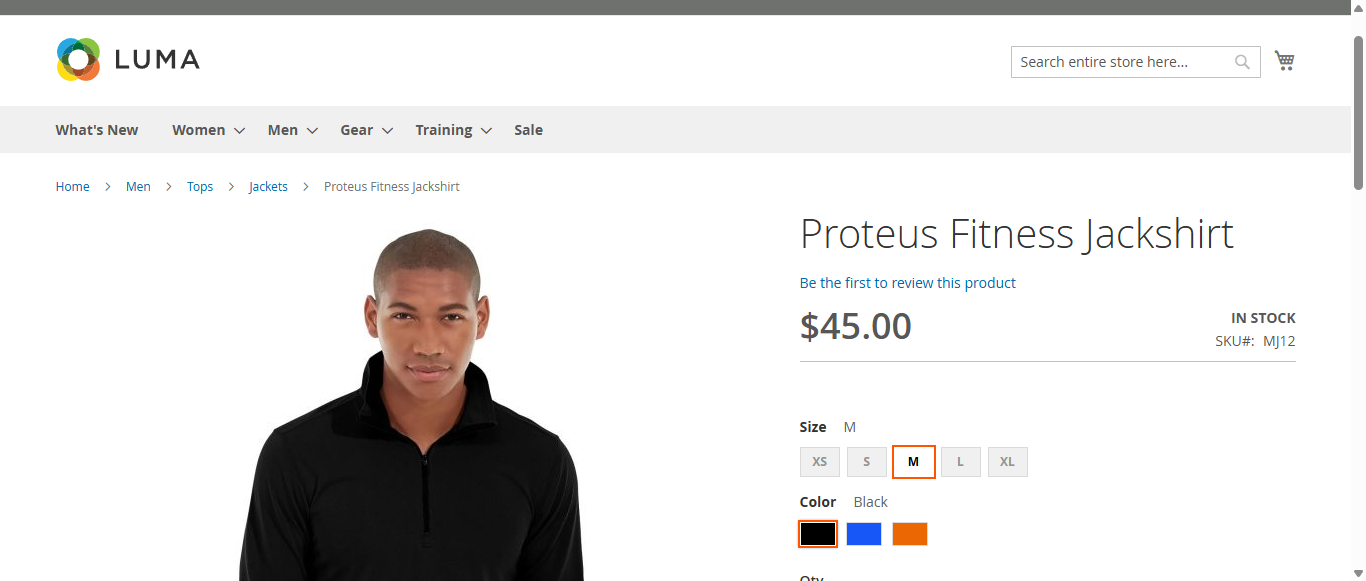 LUMA
Search entire store here...
What's New Women Men Gear Training Sale
Home Men Tops Jackets Proteus Fitness Jackshirt
Proteus Fitness Jackshirt
Be the first to review this product
$45.00
IN STOCK
SKU#: MJ12
Size M
XS S M L XL
Color Black
Qty